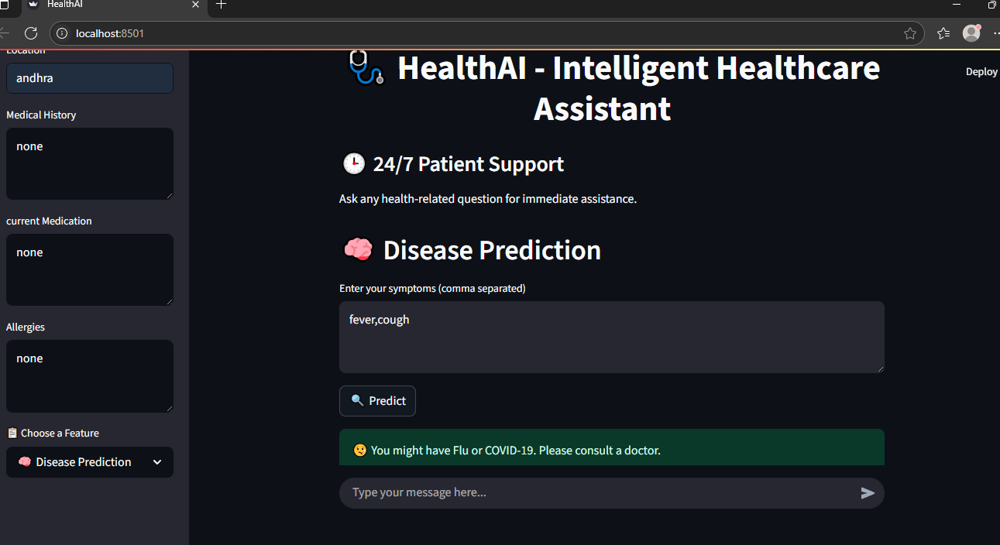 HealthAI
localhost:8501
Deploy
Location
andhra
Medical History
none
current Medication
none
Allergies
none
Choose a Feature
Disease Prediction
HealthAI - Intelligent Healthcare
Assistant
24/7 Patient Support
Ask any health-related question for immediate assistance.
Disease Prediction
Enter your symptoms (comma separated)
fever,cough
Predict
You might have Flu or COVID-19. Please consult a doctor.
Type your message here...